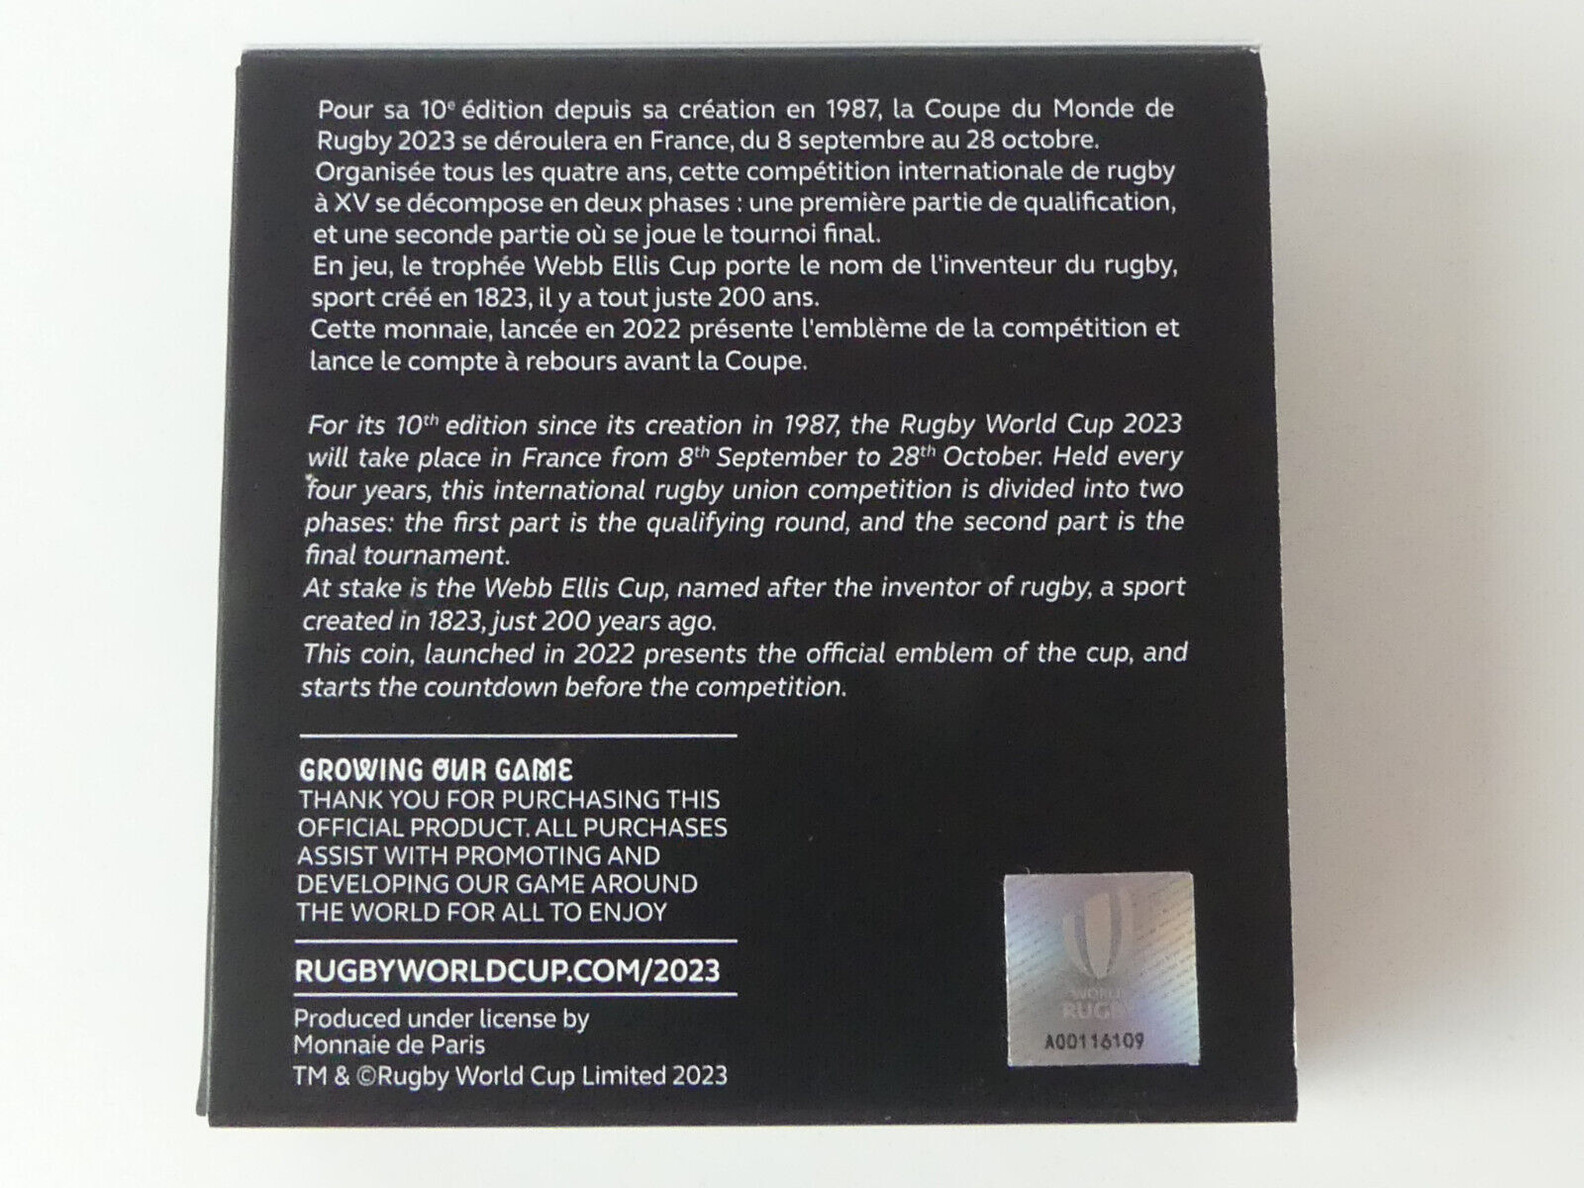 Pour sa 10e édition depuis sa création en 1987, la Coupe du Monde de
Rugby 2023 se déroulera en France, du 8 septembre au 28 octobre.
Organisée tous les quatre ans, cette compétition internationale de rugby
à XV se décompose en deux phases : une première partie de qualification,
et une seconde partie où se joue le tournoi final.
En jeu, le trophée Webb Ellis Cup porte le nom de l'inventeur du rugby,
sport créé en 1823, il y a tout juste 200 ans.
Cette monnaie, lancée en 2022 présente l'emblème de la compétition et
lance le compte à rebours avant la Coupe.
For its 10th edition since its creation in 1987, the Rugby World Cup 2023
will take place in France from 8th September to 28th October. Held every
four years, this international rugby union competition is divided into two
phases: the first part is the qualifying round, and the second part is the
final tournament.
At stake is the Webb Ellis Cup, named after the inventor of rugby, a sport
created in 1823, just 200 years ago.
This coin, launched in 2022 presents the official emblem of the cup, and
starts the countdown before the competition.
GROWING OUR GAME
THANK YOU FOR PURCHASING THIS
OFFICIAL PRODUCT. ALL PURCHASES
ASSIST WITH PROMOTING AND
DEVELOPING OUR GAME AROUND
THE WORLD FOR ALL TO ENJOY
RUGBYWORLDCUP.COM/2023
Produced under license by
Monnaie de Paris
TM & ©Rugby World Cup Limited 2023
WORLD
RUGBY
A00116109